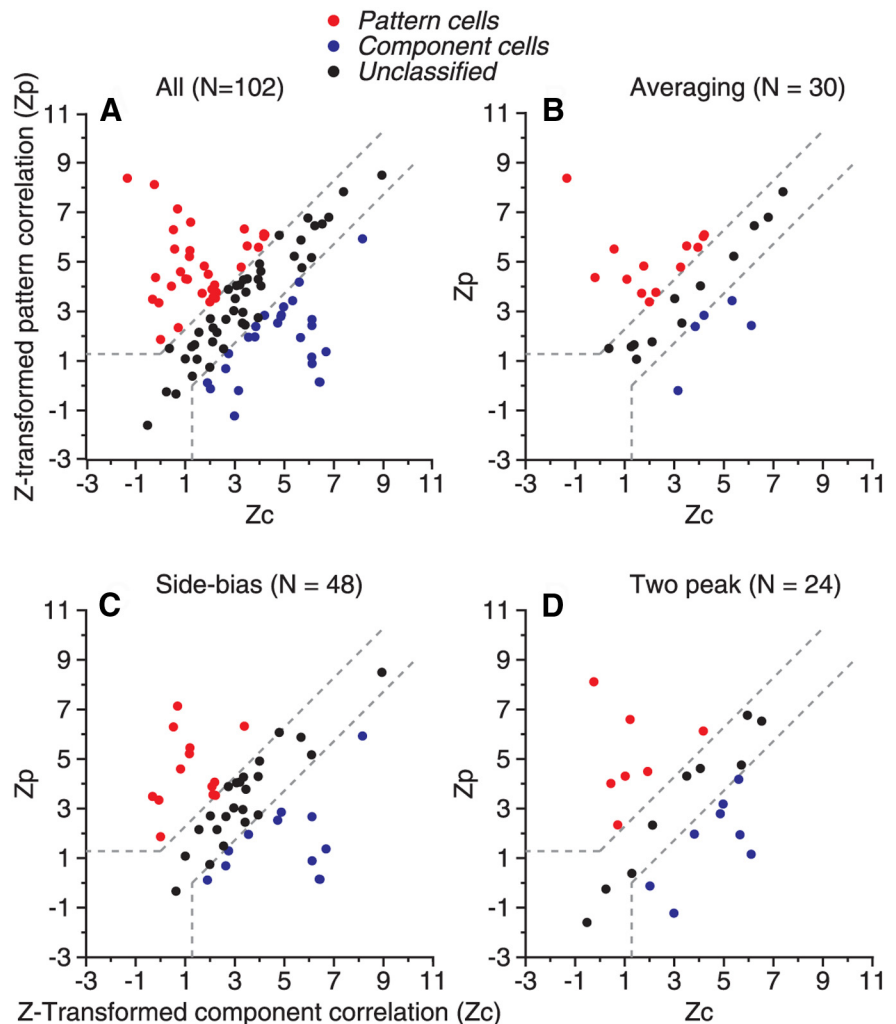 Pattern cells
Component cells
Unclassified
A
All (N=102)
Z-transformed pattern correlation (Zp)
11
9
7
5
3
1
-1
-3
-3 -1 1 3 5 7 9 11
Zc
B
Averaging (N = 30)
Zp
11
9
7
5
3
1
-1
-3
-3 -1 1 3 5 7 9 11
Zc
C
Side-bias (N = 48)
Zp
11
9
7
5
3
1
-1
-3
-3 -1 1 3 5 7 9 11
Z-Transformed component correlation (Zc)
D
Two peak (N = 24)
Zp
11
9
7
5
3
1
-1
-3
-3 -1 1 3 5 7 9 11
Zc